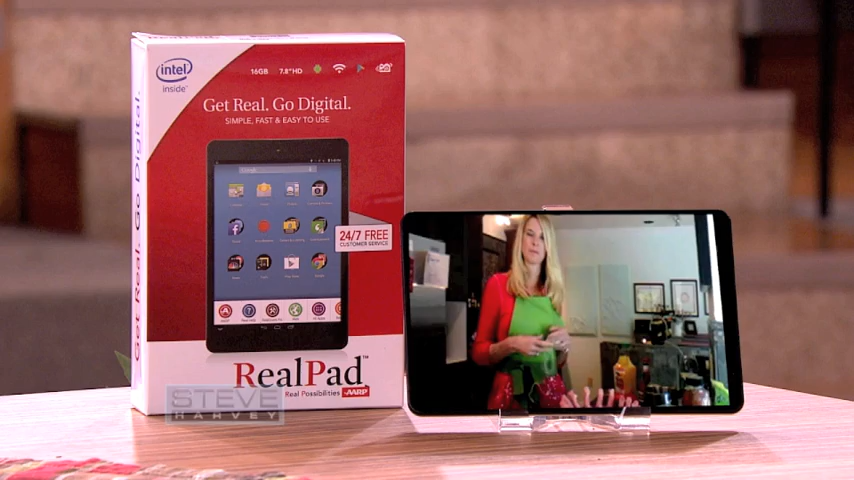 intel
inside
16GB 7.8"HD
Get Real. Go Digital.
SIMPLE, FAST & EASY TO USE
24/7 FREE
CUSTOMER SERVICE
RealPad™
Real Possibilities AARP
Get Real. Go Digital.
STEVE
HARVEY